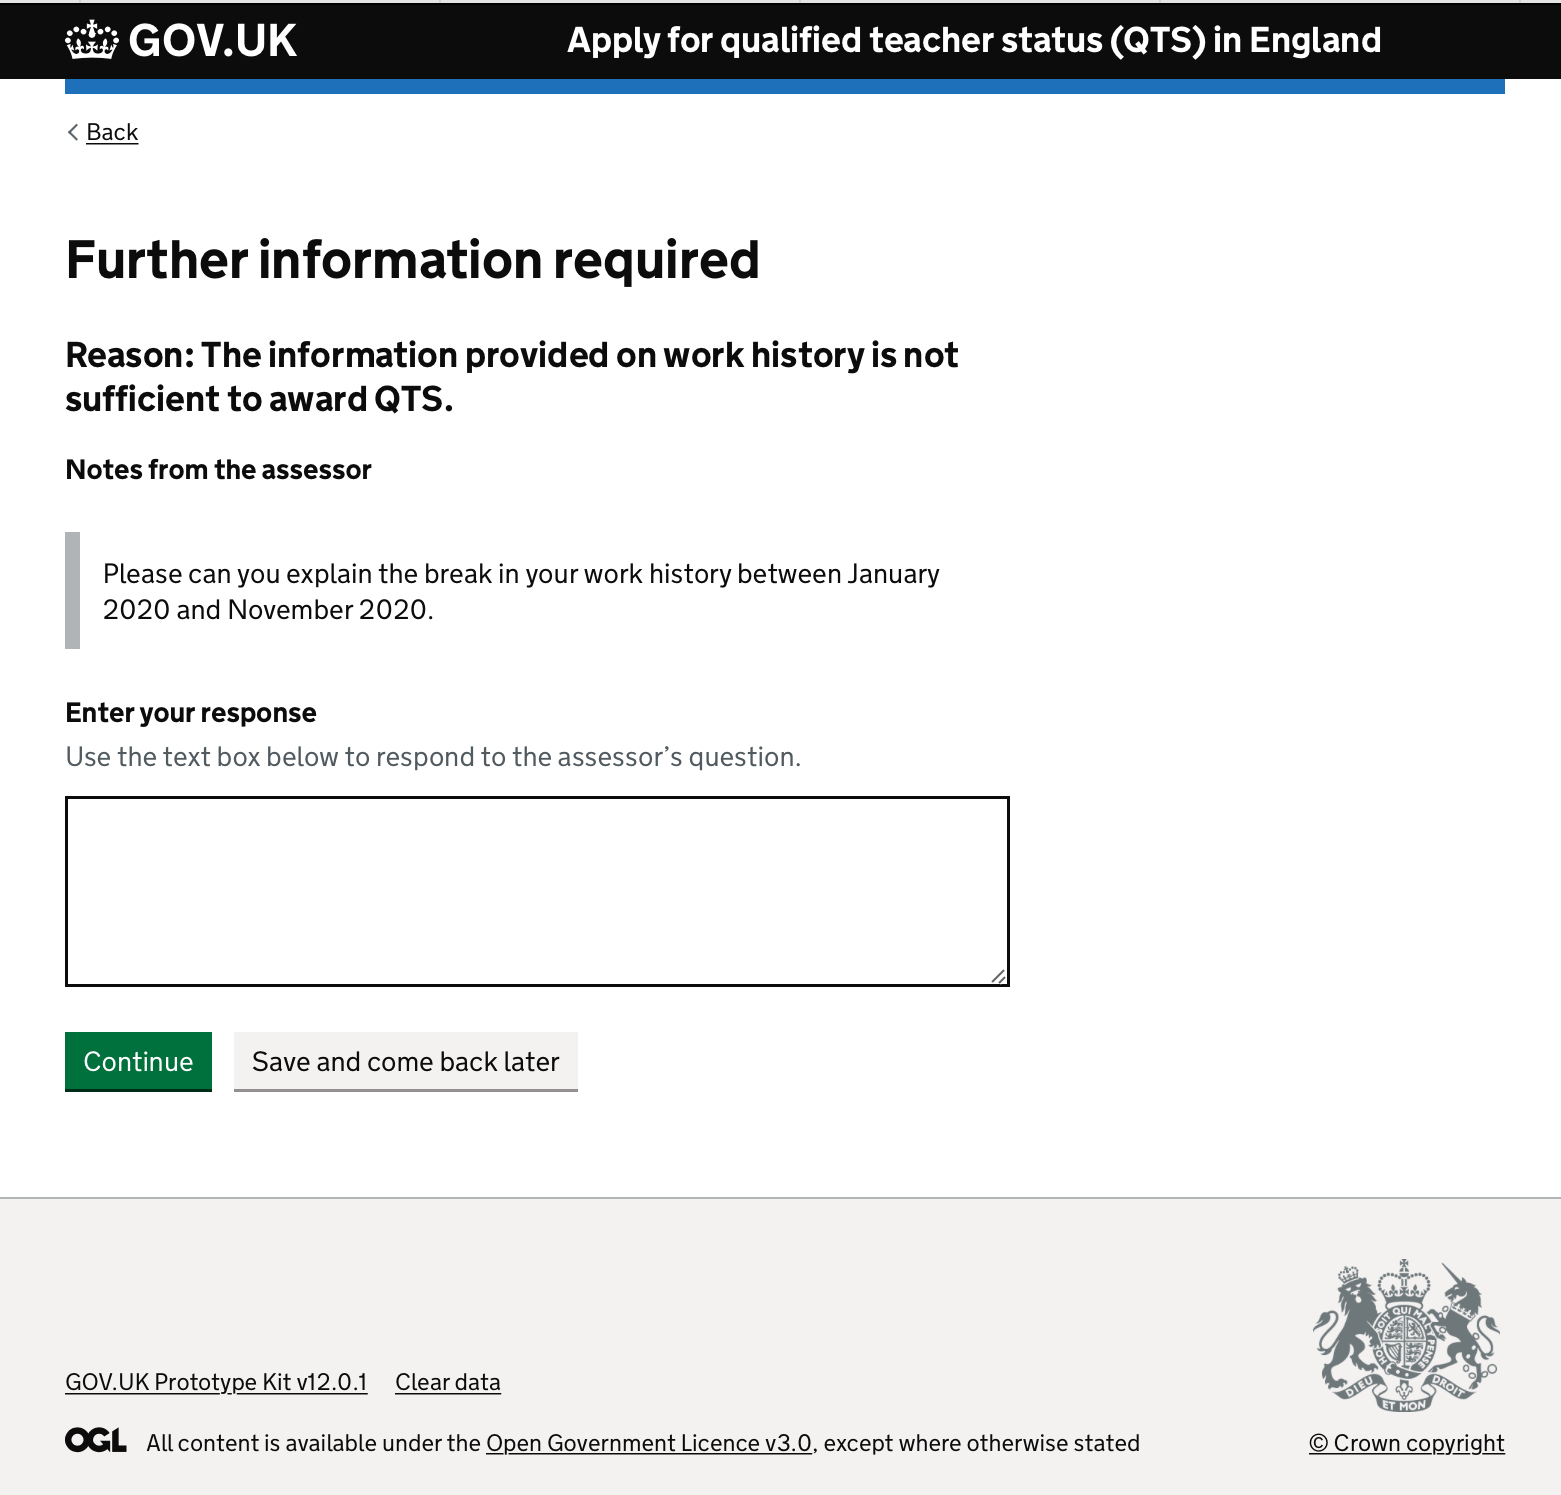 GOV.UK
Apply for qualified teacher status (QTS) in England
Back
Further information required
Reason: The information provided on work history is not
sufficient to award QTS.
Notes from the assessor
Please can you explain the break in your work history between January
2020 and November 2020.
Enter your response
Use the text box below to respond to the assessor’s question.
Continue
Save and come back later
GOV.UK Prototype Kit v12.0.1
Clear data
DIEU ET MON DROIT
OGL
All content is available under the Open Government Licence v3.0, except where otherwise stated
© Crown copyright